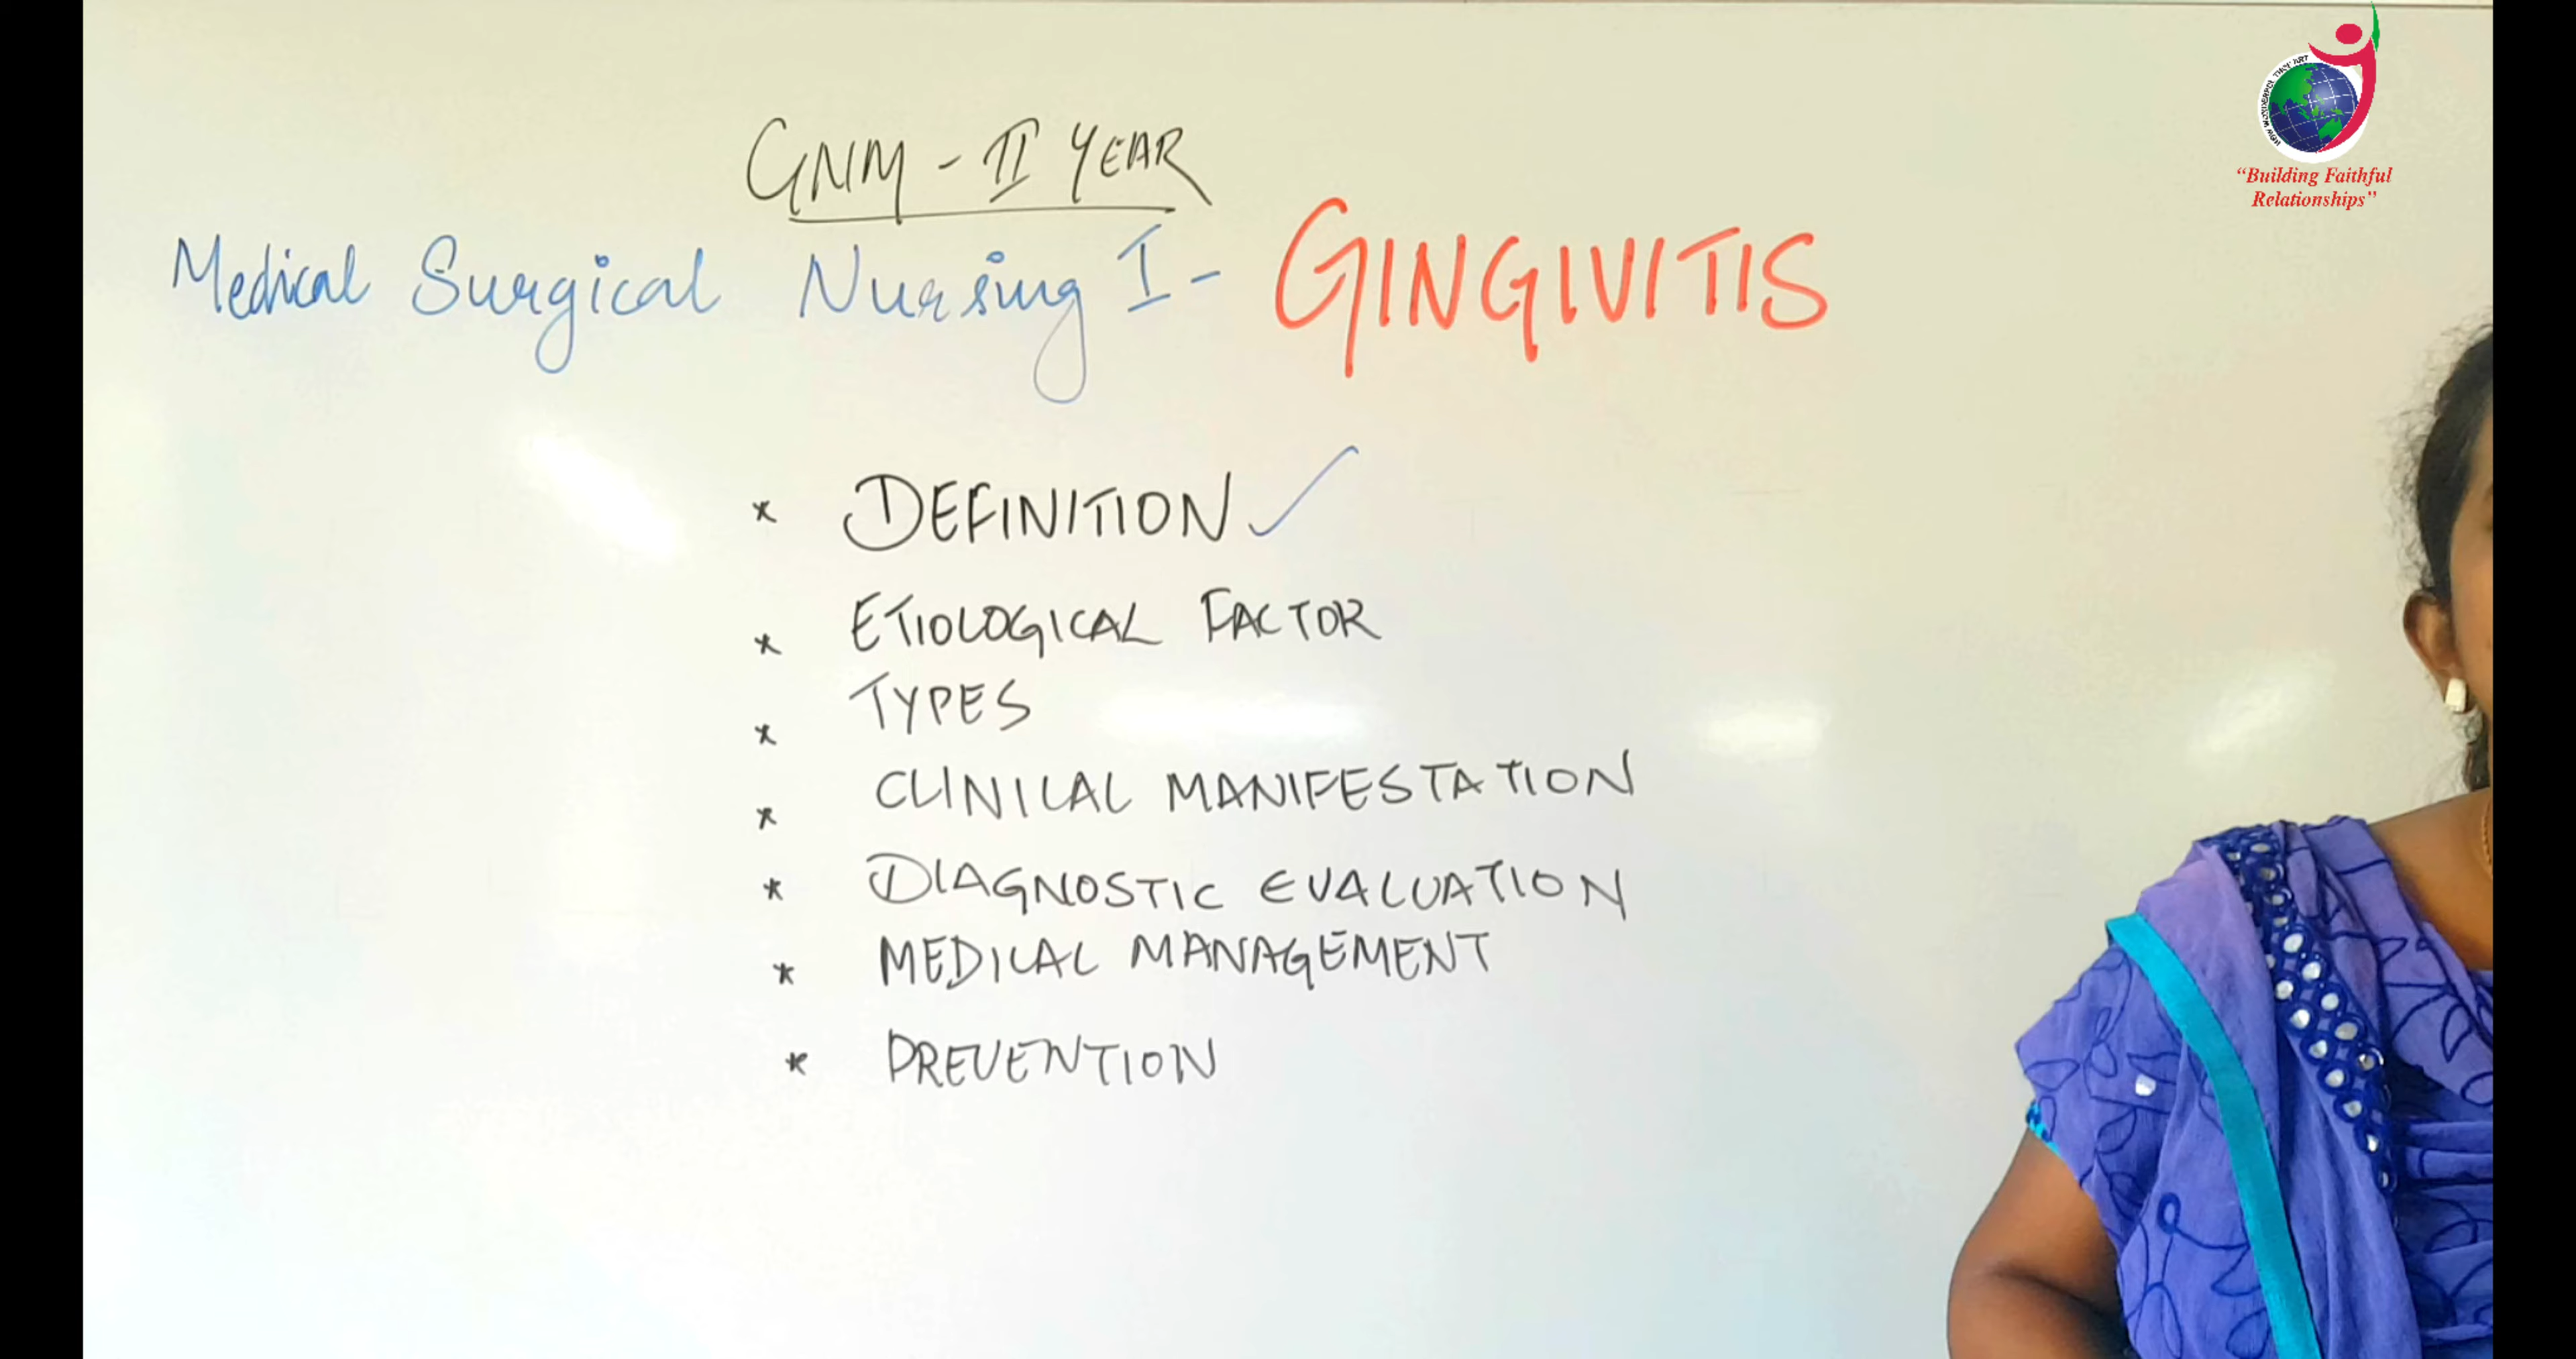 GNM - II YEAR
Medical Surgical Nursing I - GINGIVITIS
* DEFINITION ✓
* ETIOLOGICAL FACTOR
* TYPES
* CLINICAL MANIFESTATION
* DIAGNOSTIC EVALUATION
* MEDICAL MANAGEMENT
* PREVENTION
"Building Faithful
Relationships"